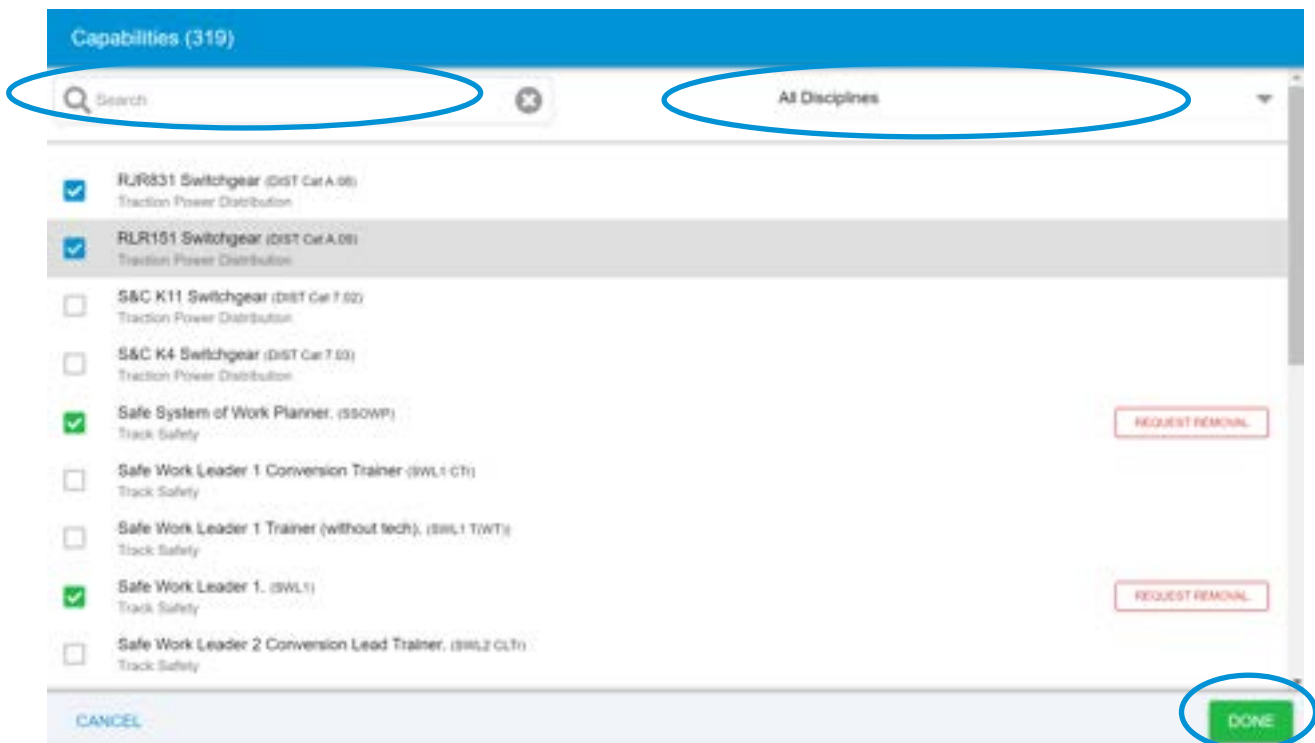 Capabilities (319)
Search
All Disciplines
RJR831 Switchgear (DIST Cat A.08)
Traction Power Distribution
RLR151 Switchgear (DIST Cat A.09)
Traction Power Distribution
S&C K11 Switchgear (DIST Cat 7.02)
Traction Power Distribution
S&C K4 Switchgear (DIST Cat 7.03)
Traction Power Distribution
Safe System of Work Planner. (SSOWP)
Track Safety
REQUEST REMOVAL
Safe Work Leader 1 Conversion Trainer (SWL1 CTr)
Track Safety
Safe Work Leader 1 Trainer (without tech). (SWL1 T(WT))
Track Safety
Safe Work Leader 1. (SWL1)
Track Safety
REQUEST REMOVAL
Safe Work Leader 2 Conversion Lead Trainer. (SWL2 CLTr)
Track Safety
CANCEL
DONE